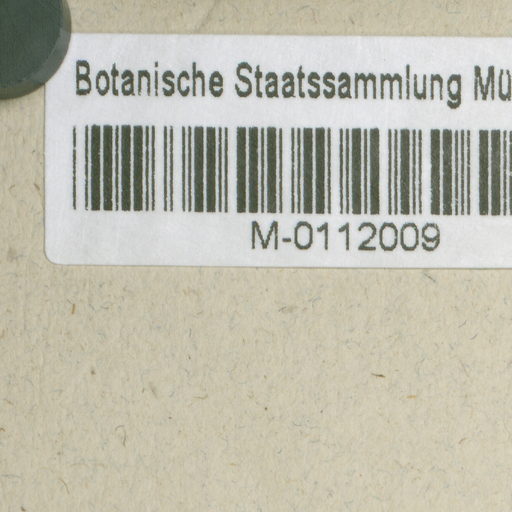 Botanische Staatssammlung Mü
M-0112009